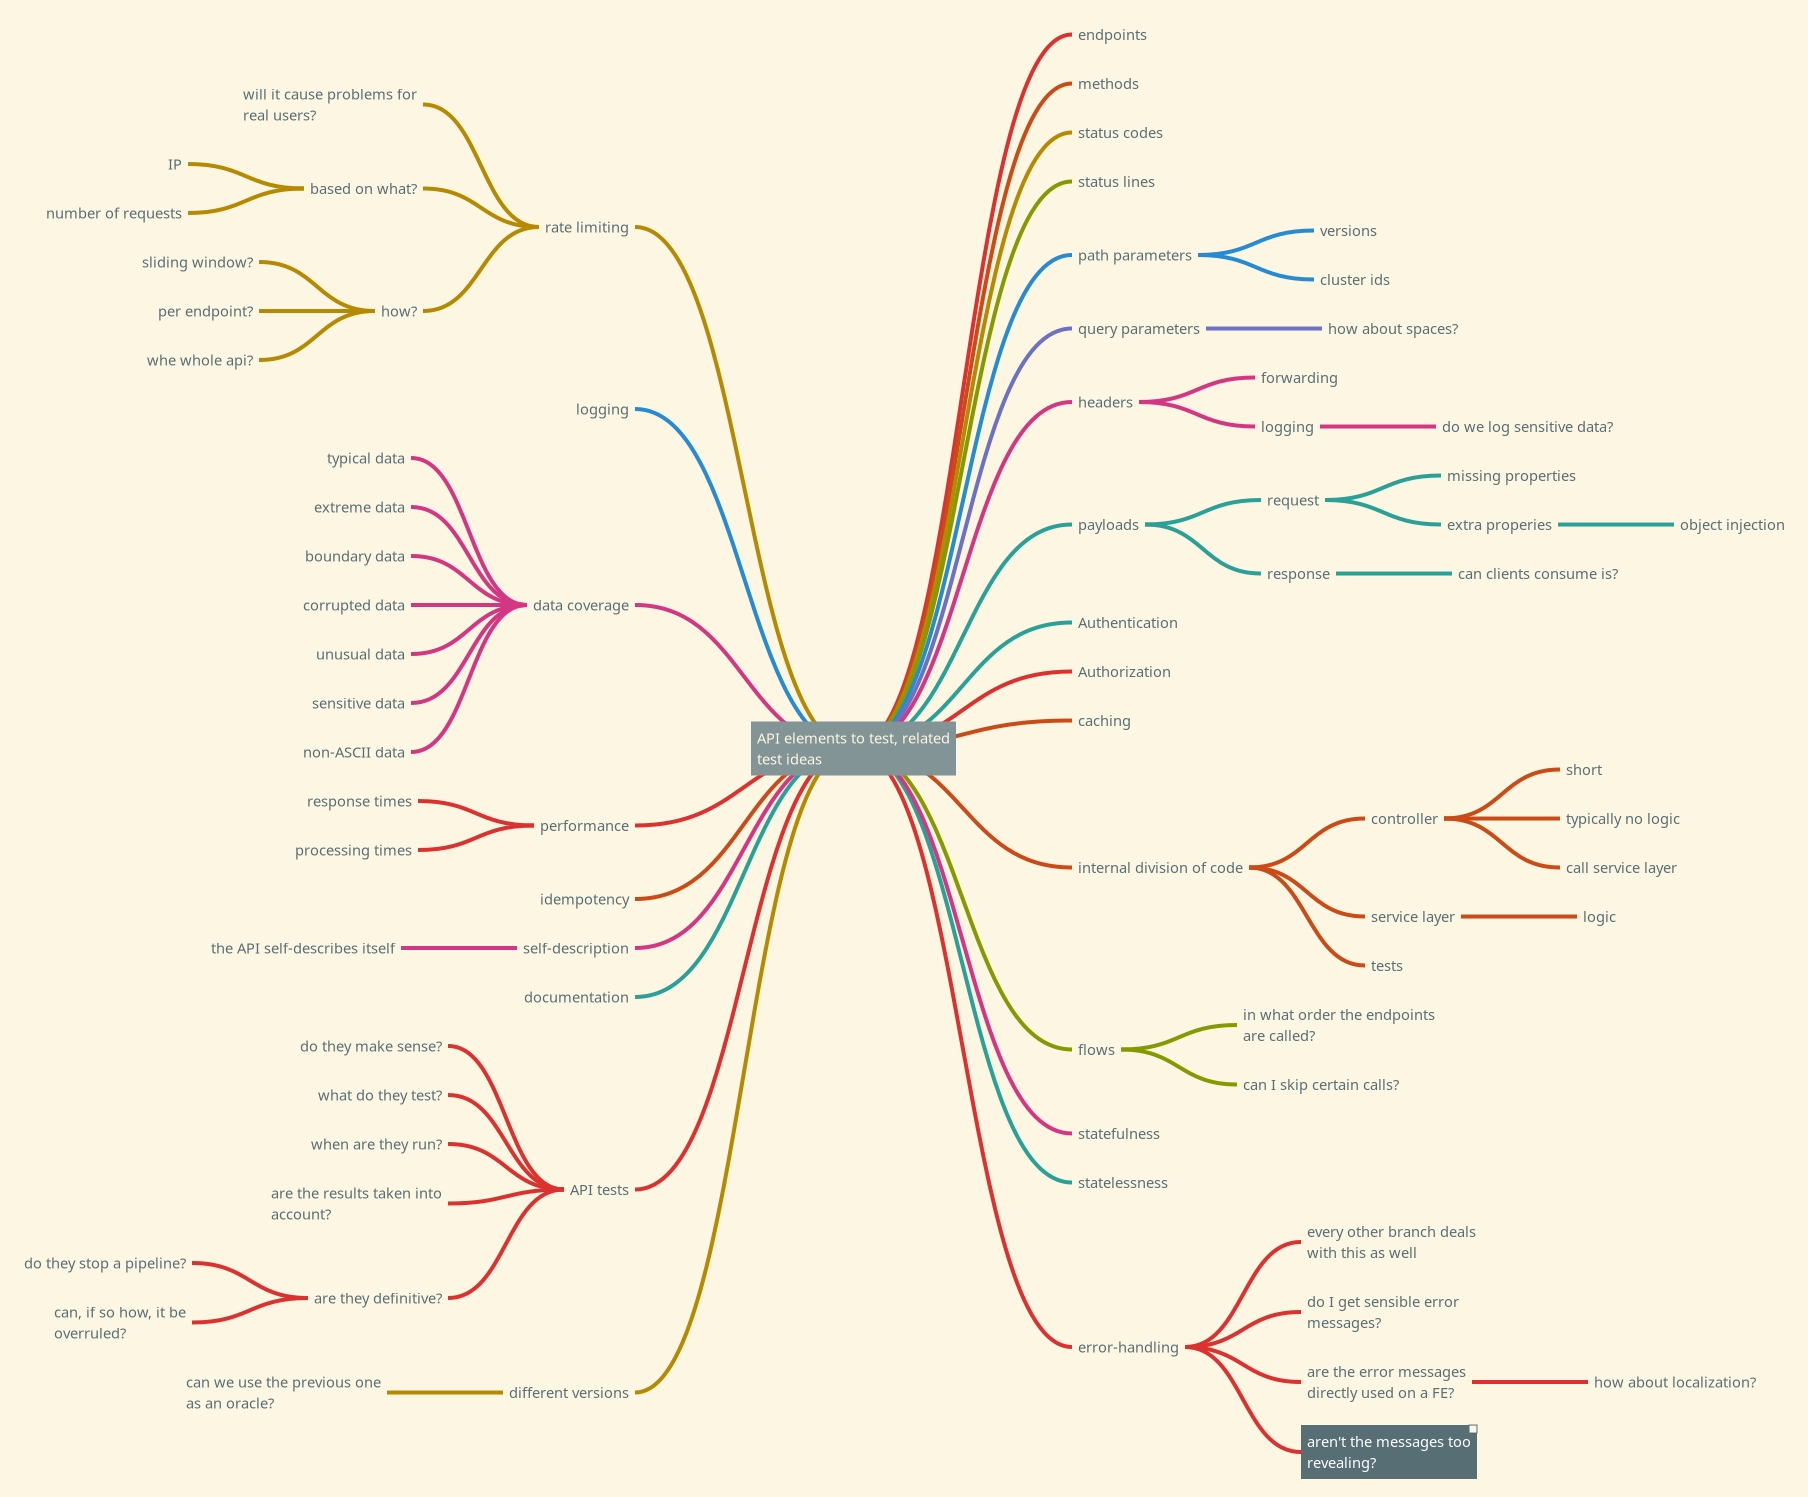 API elements to test, related
test ideas
endpoints
methods
status codes
status lines
path parameters
versions
cluster ids
query parameters
how about spaces?
headers
forwarding
logging
do we log sensitive data?
payloads
request
missing properties
extra properies
object injection
response
can clients consume is?
Authentication
Authorization
caching
internal division of code
controller
short
typically no logic
call service layer
service layer
logic
tests
flows
in what order the endpoints
are called?
can I skip certain calls?
statefulness
statelessness
error-handling
every other branch deals
with this as well
do I get sensible error
messages?
are the error messages
directly used on a FE?
how about localization?
aren't the messages too
revealing?
rate limiting
will it cause problems for
real users?
based on what?
IP
number of requests
how?
sliding window?
per endpoint?
whe whole api?
logging
data coverage
typical data
extreme data
boundary data
corrupted data
unusual data
sensitive data
non-ASCII data
performance
response times
processing times
idempotency
self-description
the API self-describes itself
documentation
API tests
do they make sense?
what do they test?
when are they run?
are the results taken into
account?
are they definitive?
do they stop a pipeline?
can, if so how, it be
overruled?
different versions
can we use the previous one
as an oracle?